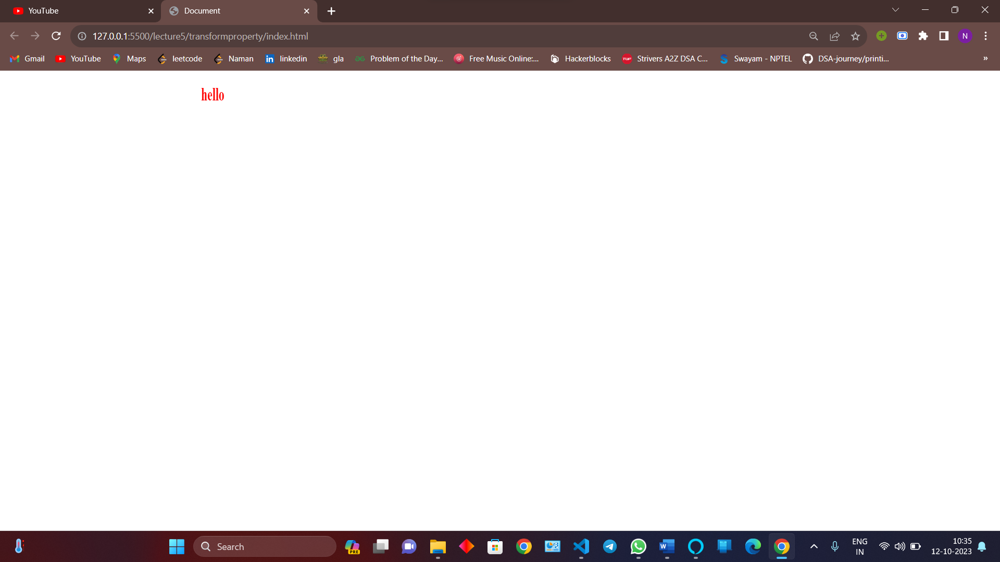 YouTube
Document
127.0.0.1:5500/lecture5/transformproperty/index.html
N
Gmail YouTube Maps leetcode Naman linkedin gla Problem of the Day... Free Music Online:... Hackerblocks Strivers A2Z DSA C... Swayam - NPTEL DSA-journey/printi... »
hello
Search
PRE
ENG
IN
10:35
12-10-2023